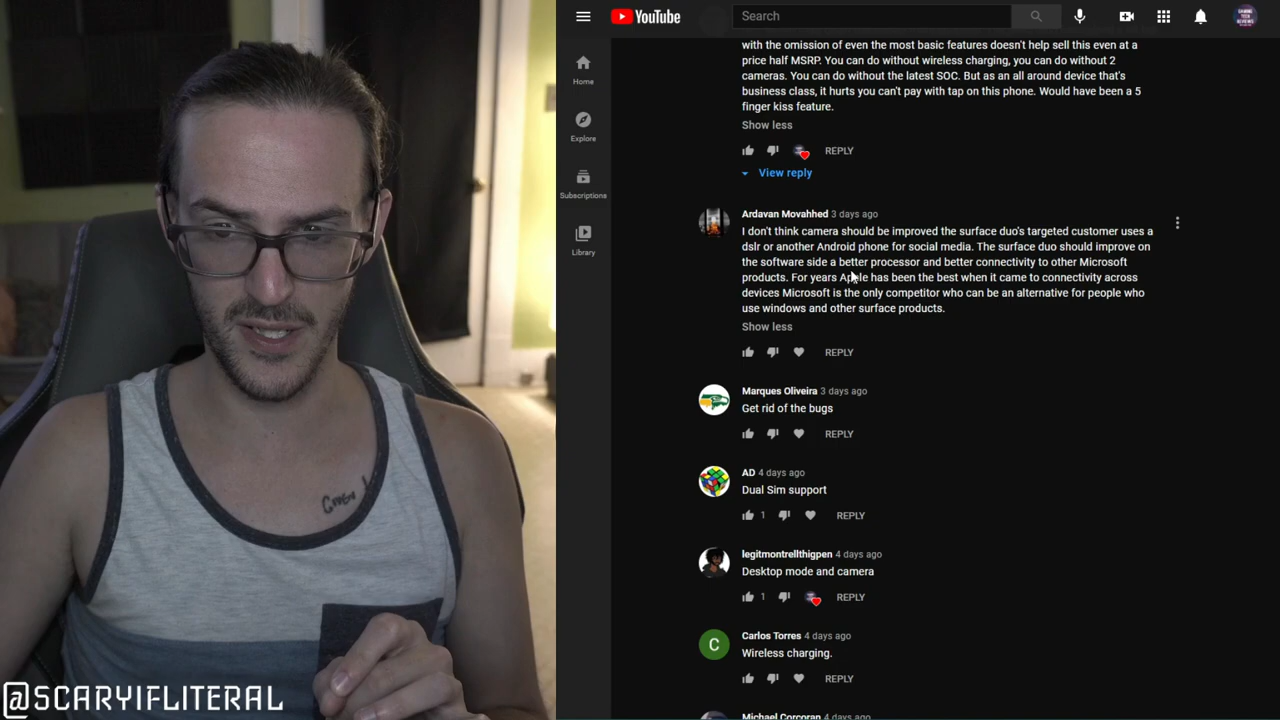 YouTube
Search
Home
Explore
Subscriptions
Library
with the omission of even the most basic features doesn't help sell this even at a
price half MSRP. You can do without wireless charging, you can do without 2
cameras. You can do without the latest SOC. But as an all around device that's
business class, it hurts you can't pay with tap on this phone. Would have been a 5
finger kiss feature.
Show less
REPLY
View reply
Ardavan Movahhed 3 days ago
I don't think camera should be improved the surface duo's targeted customer uses a
dslr or another Android phone for social media. The surface duo should improve on
the software side a better processor and better connectivity to other Microsoft
products. For years Apple has been the best when it came to connectivity across
devices Microsoft is the only competitor who can be an alternative for people who
use windows and other surface products.
Show less
REPLY
Marques Oliveira 3 days ago
Get rid of the bugs
REPLY
AD 4 days ago
Dual Sim support
1 REPLY
legitmontrellthigpen 4 days ago
Desktop mode and camera
1 REPLY
C
Carlos Torres 4 days ago
Wireless charging.
REPLY
Michael Corcoran 4 days ago
@SCARYIFLITERAL